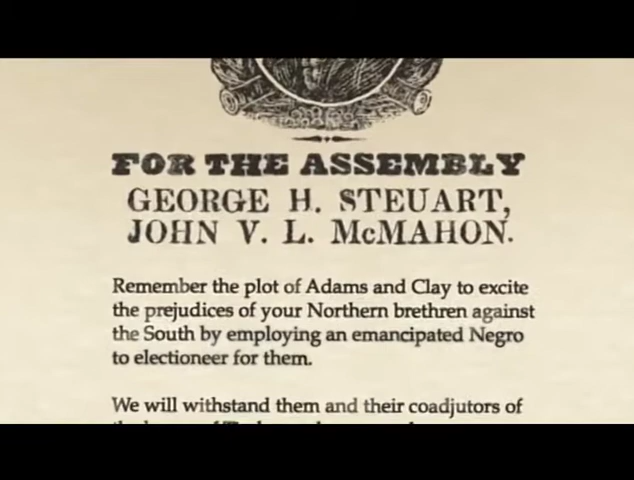 FOR THE ASSEMBLY
GEORGE H. STEUART,
JOHN V. L. McMAHON.
Remember the plot of Adams and Clay to excite
the prejudices of your Northern brethren against
the South by employing an emancipated Negro
to electioneer for them.
We will withstand them and their coadjutors of